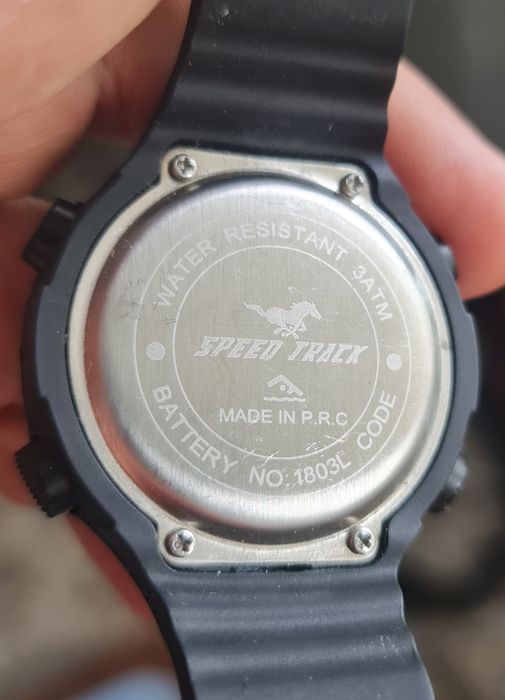 WATER RESISTANT 3ATM
SPEED TRACK
MADE IN P.R.C
BATTERY NO:1803L CODE